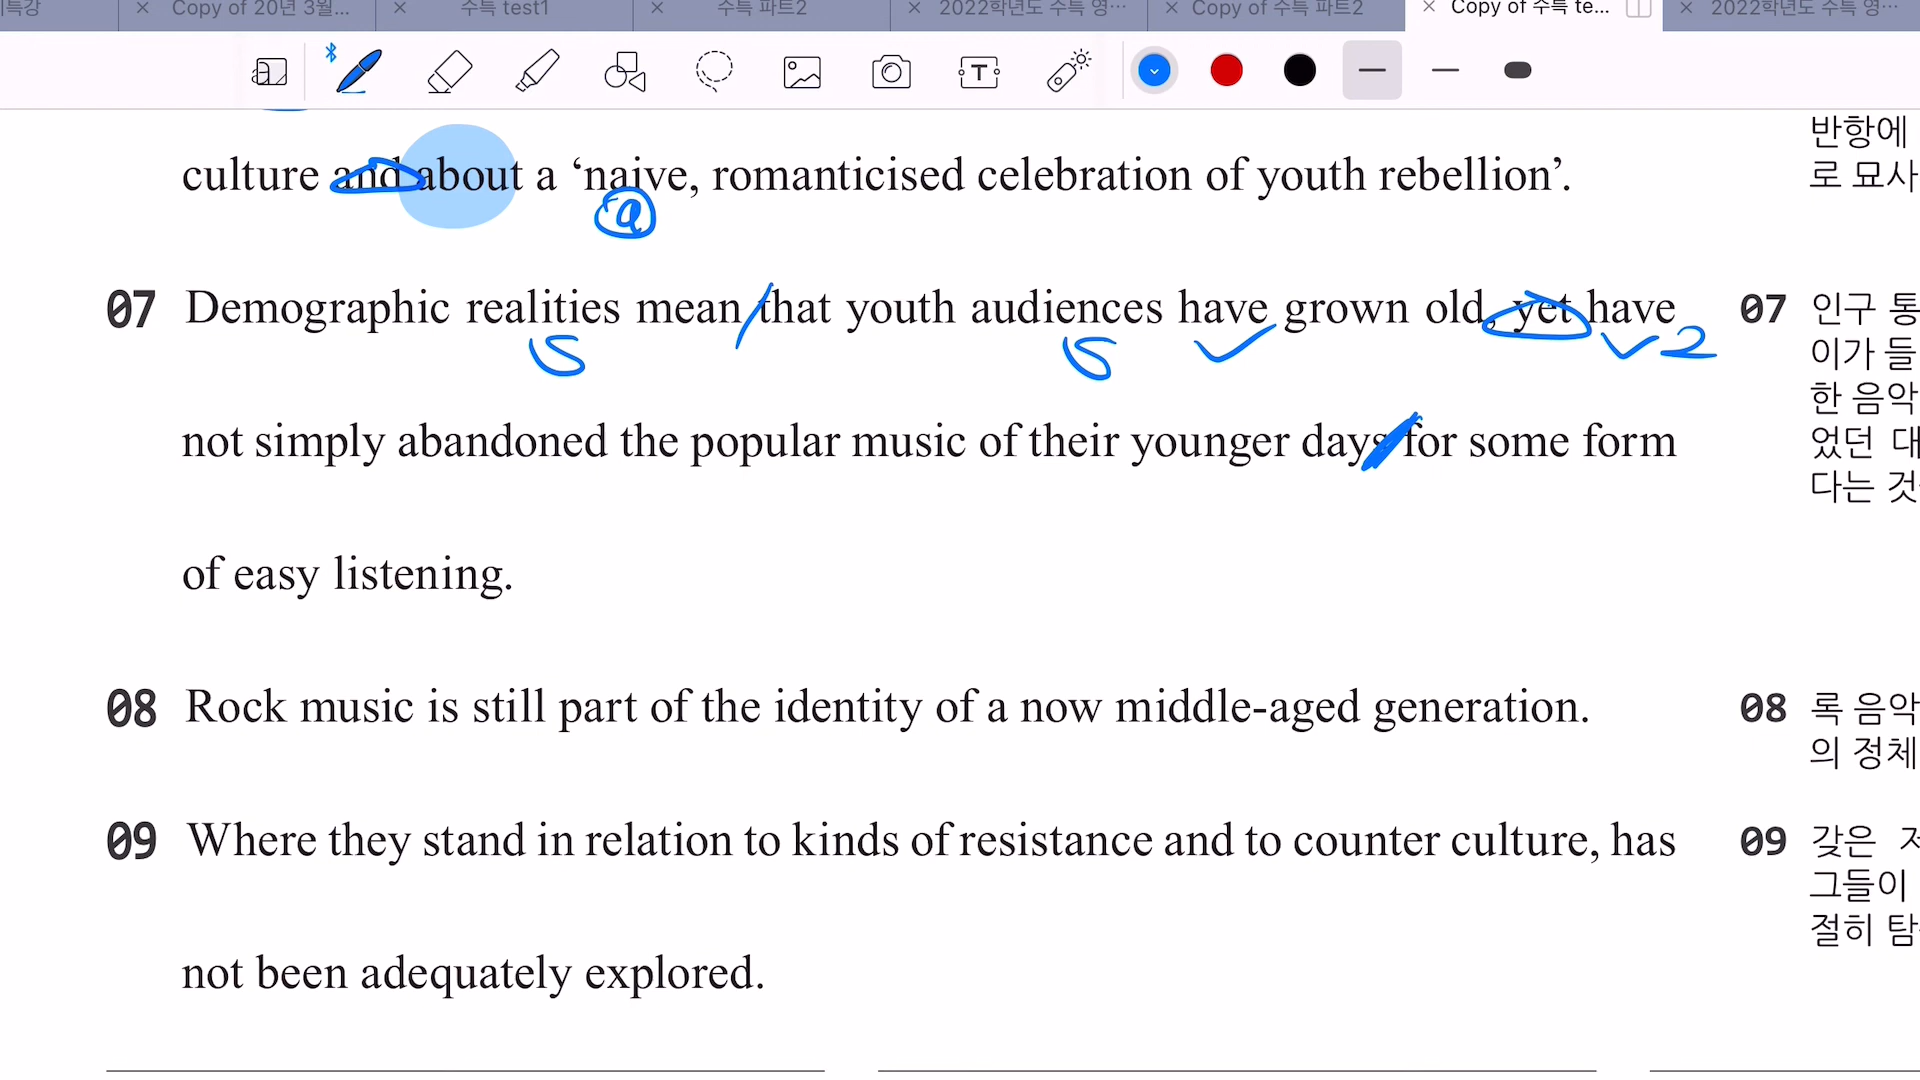 기특강
Copy of 20년 3월...
수특 test1
수특 파트2
2022학년도 수특 영...
Copy of 수특 파트2
Copy of 수특 te...
2022학년도 수특 영...
T
culture and about a ‘naive, romanticised celebration of youth rebellion’.
a
07 Demographic realities mean that youth audiences have grown old, yet have
S S 2
not simply abandoned the popular music of their younger days for some form
of easy listening.
08 Rock music is still part of the identity of a now middle-aged generation.
09 Where they stand in relation to kinds of resistance and to counter culture, has
not been adequately explored.
반항에
로 묘사
07 인구 통
이가 들
한 음악
었던 대
다는 것
08 록 음악
의 정체
09 갖은
그들이
절히 탐